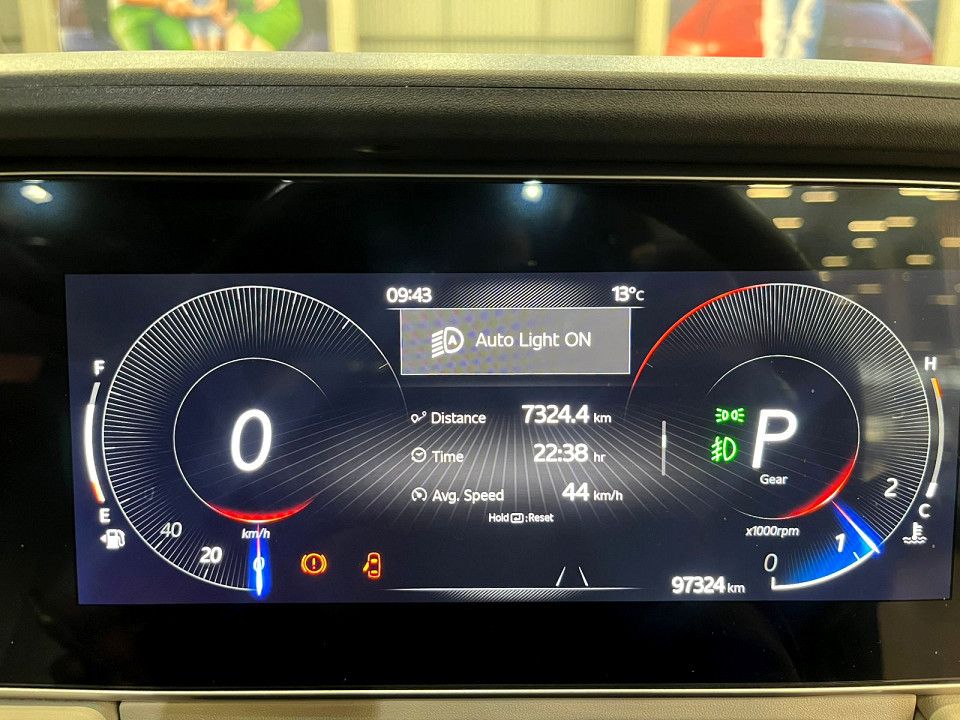 09:43
13°c
Auto Light ON
F
H
Distance 7324.4 km
0
P
Time 22:38 hr
Gear
Avg. Speed 44 km/h
2
E
C
Hold :Reset
40
km/h
x1000rpm
1
20
0
0
97324 km